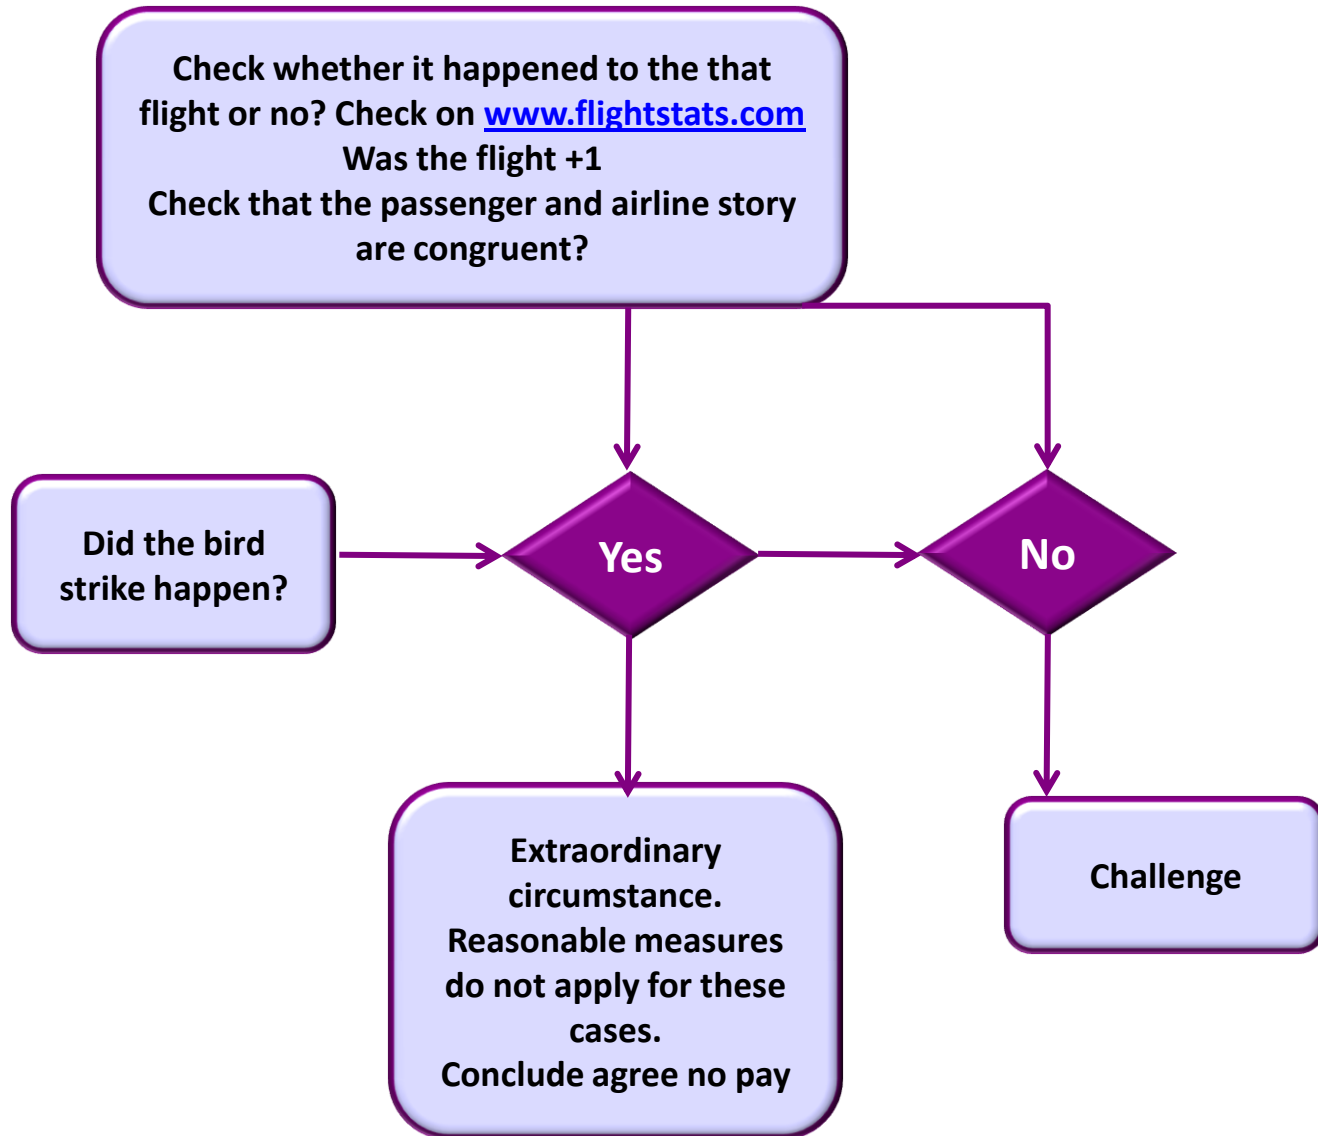 Check whether it happened to the that
flight or no? Check on www.flightstats.com
Was the flight +1
Check that the passenger and airline story
are congruent?
Did the bird
strike happen?
Yes
No
Extraordinary
circumstance.
Reasonable measures
do not apply for these
cases.
Conclude agree no pay
Challenge